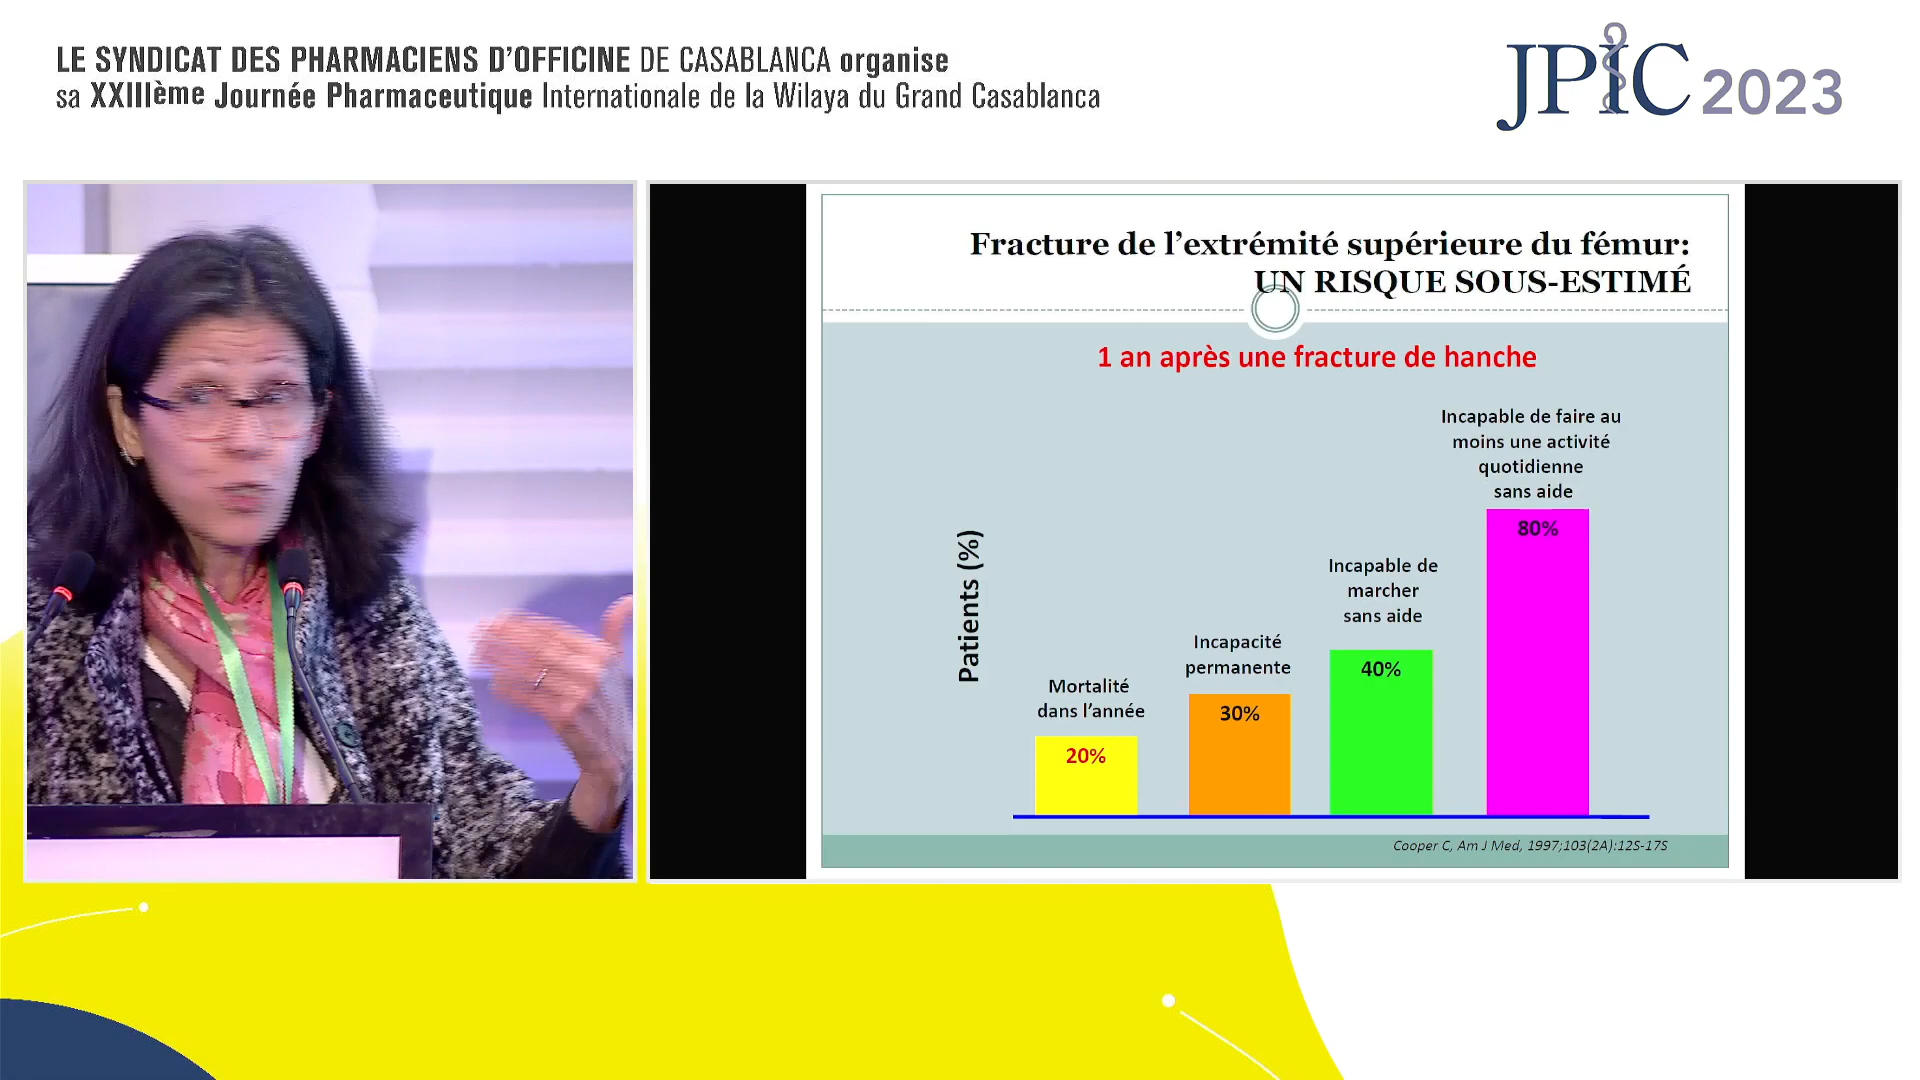 LE SYNDICAT DES PHARMACIENS D'OFFICINE DE CASABLANCA organise
sa XXIIIème Journée Pharmaceutique Internationale de la Wilaya du Grand Casablanca
JPIC 2023
Fracture de l'extrémité supérieure du fémur:
UN RISQUE SOUS-ESTIMÉ
1 an après une fracture de hanche
Patients (%)
Mortalité
dans l'année
20%
Incapacité
permanente
30%
Incapable de
marcher
sans aide
40%
Incapable de faire au
moins une activité
quotidienne
sans aide
80%
Cooper C, Am J Med, 1997;103(2A):12S-17S